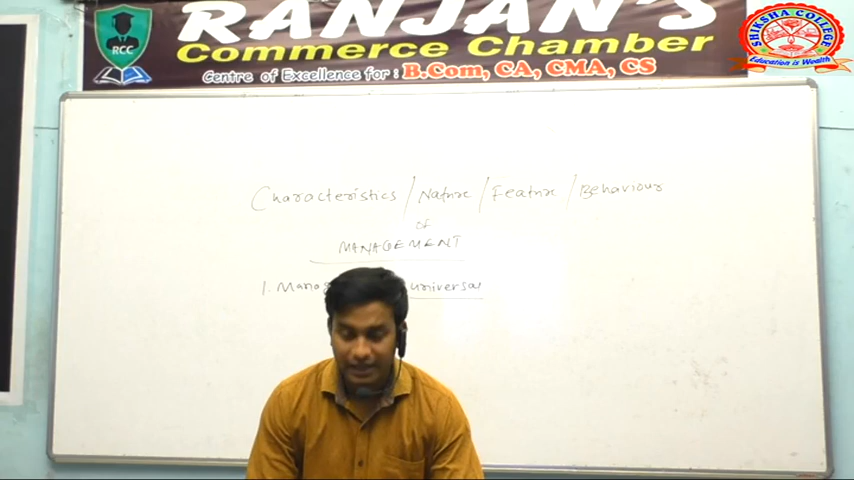 RANJAN'S
Commerce Chamber
Centre of Excellence for : B.Com, CA, CMA, CS
RCC
SHIKSHA COLLEGE
Education is Wealth
Characteristics / Nature / Feature / Behaviour
of
MANAGEMENT
1. universal